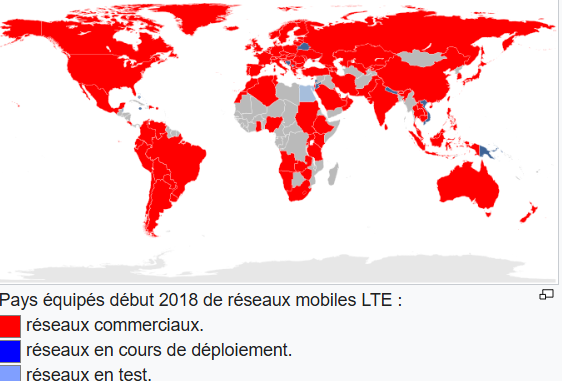 Pays équipés début 2018 de réseaux mobiles LTE :
réseaux commerciaux.
réseaux en cours de déploiement.
réseaux en test.